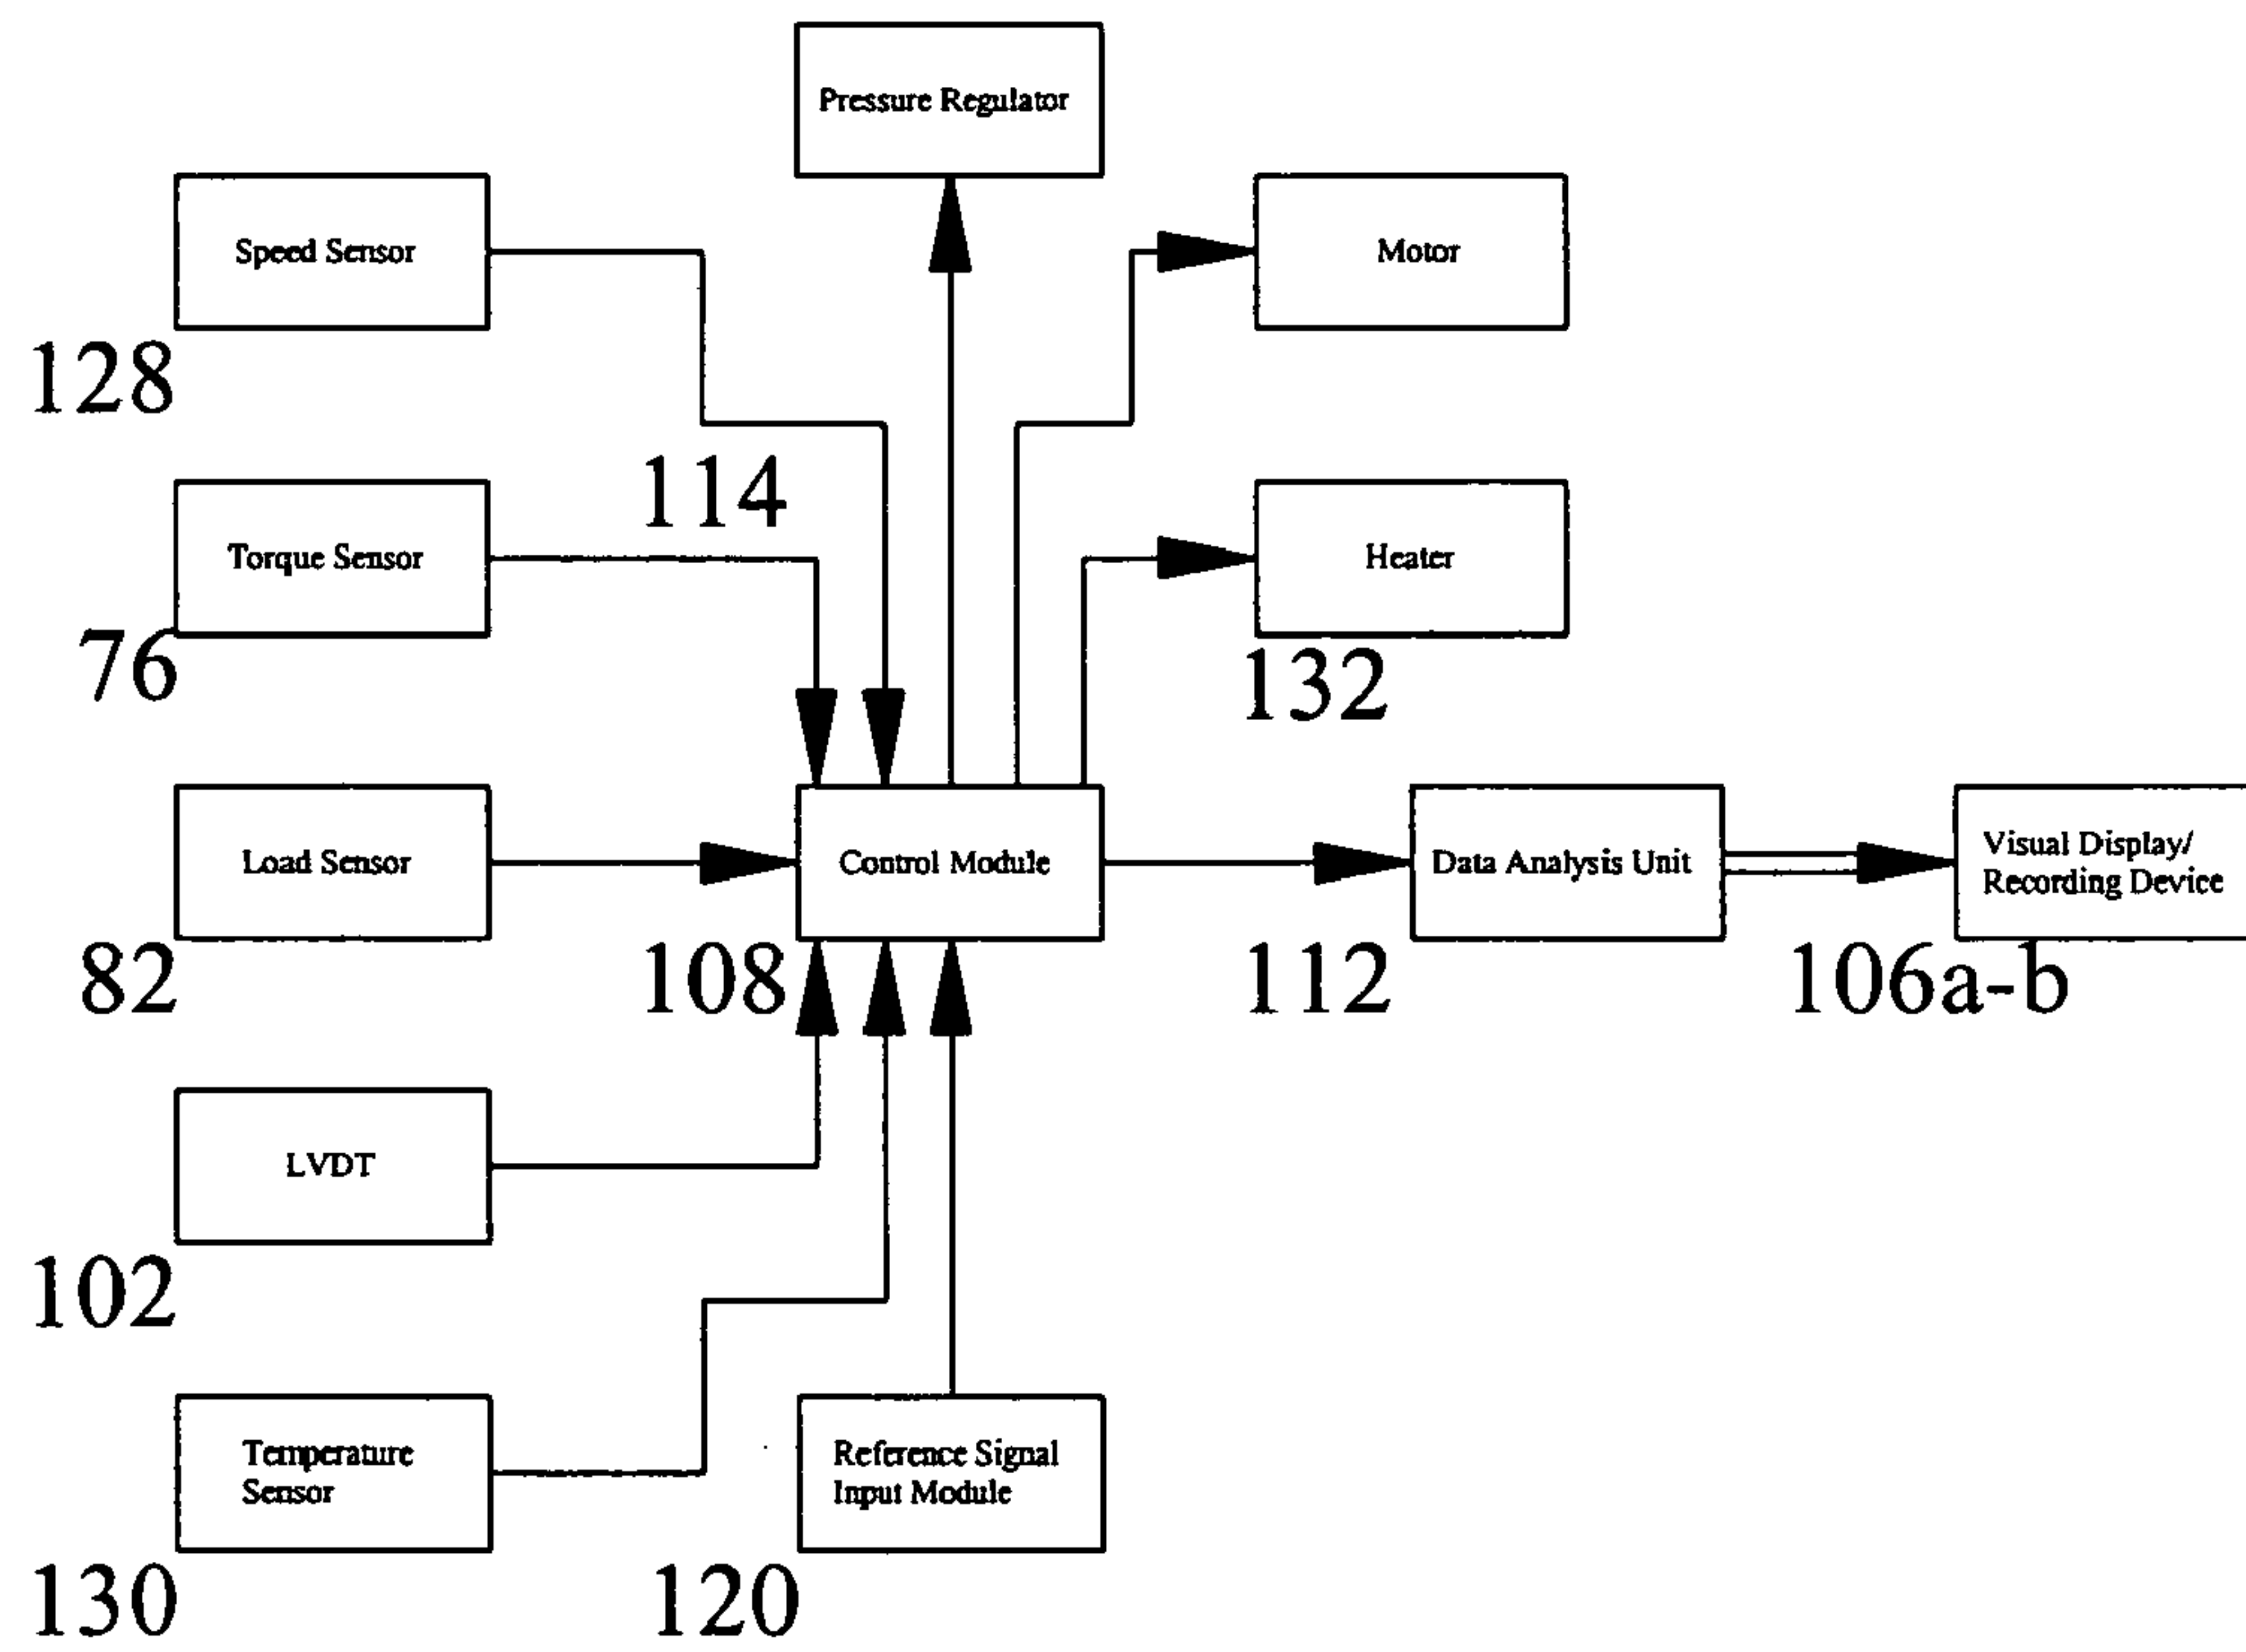 Pressure Regulator
Speed Sensor
Motor
128
114
Torque Sensor
Heater
76
132
Load Sensor
Control Module
Data Analysis Unit
Visual Display/
Recording Device
82
108
112
106a-b
LVDT
102
Temperature
Sensor
Reference Signal
Input Module
130
120